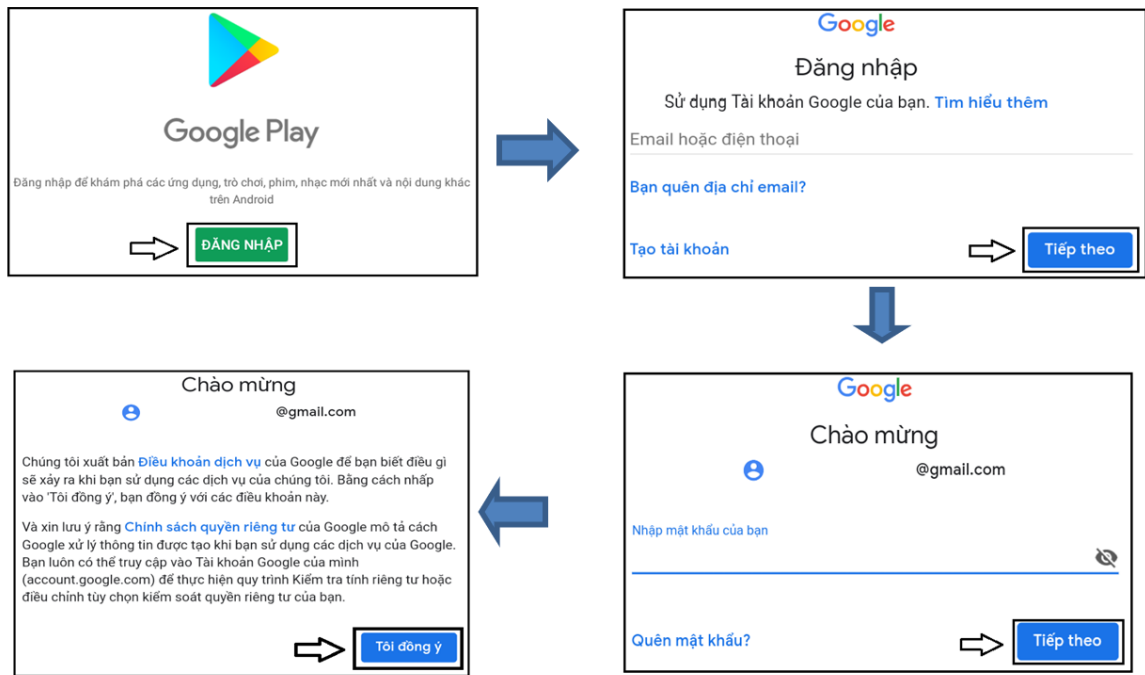 Google Play
Đăng nhập để khám phá các ứng dụng, trò chơi, phim, nhạc mới nhất và nội dung khác
trên Android
ĐĂNG NHẬP
Google
Đăng nhập
Sử dụng Tài khoản Google của bạn. Tìm hiểu thêm
Email hoặc điện thoại
Bạn quên địa chỉ email?
Tạo tài khoản
Tiếp theo
Google
Chào mừng
@gmail.com
Nhập mật khẩu của bạn
Quên mật khẩu?
Tiếp theo
Chào mừng
@gmail.com
Chúng tôi xuất bản Điều khoản dịch vụ của Google để bạn biết điều gì
sẽ xảy ra khi bạn sử dụng các dịch vụ của chúng tôi. Bằng cách nhấp
vào 'Tôi đồng ý', bạn đồng ý với các điều khoản này.
Và xin lưu ý rằng Chính sách quyền riêng tư của Google mô tả cách
Google xử lý thông tin được tạo khi bạn sử dụng các dịch vụ của Google.
Bạn luôn có thể truy cập vào Tài khoản Google của mình
(account.google.com) để thực hiện quy trình Kiểm tra tính riêng tư hoặc
điều chỉnh tùy chọn kiểm soát quyền riêng tư của bạn.
Tôi đồng ý